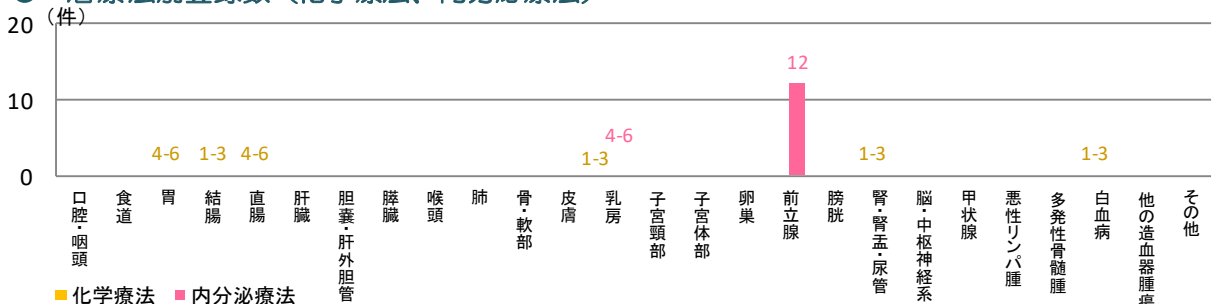 20 （件）
12
10
4-6
4-6 1-3 4-6 1-3 1-3 1-3
0
口腔・咽頭
食道
胃
結腸
直腸
肝臓
胆嚢・肝外胆管
膵臓
喉頭
肺
骨・軟部
皮膚
乳房
子宮頸部
子宮体部
卵巣
前立腺
膀胱
腎・腎盂・尿管
脳・中枢神経系
甲状腺
悪性リンパ腫
多発性骨髄腫
白血病
他の造血器腫瘍
その他
化学療法 内分泌療法